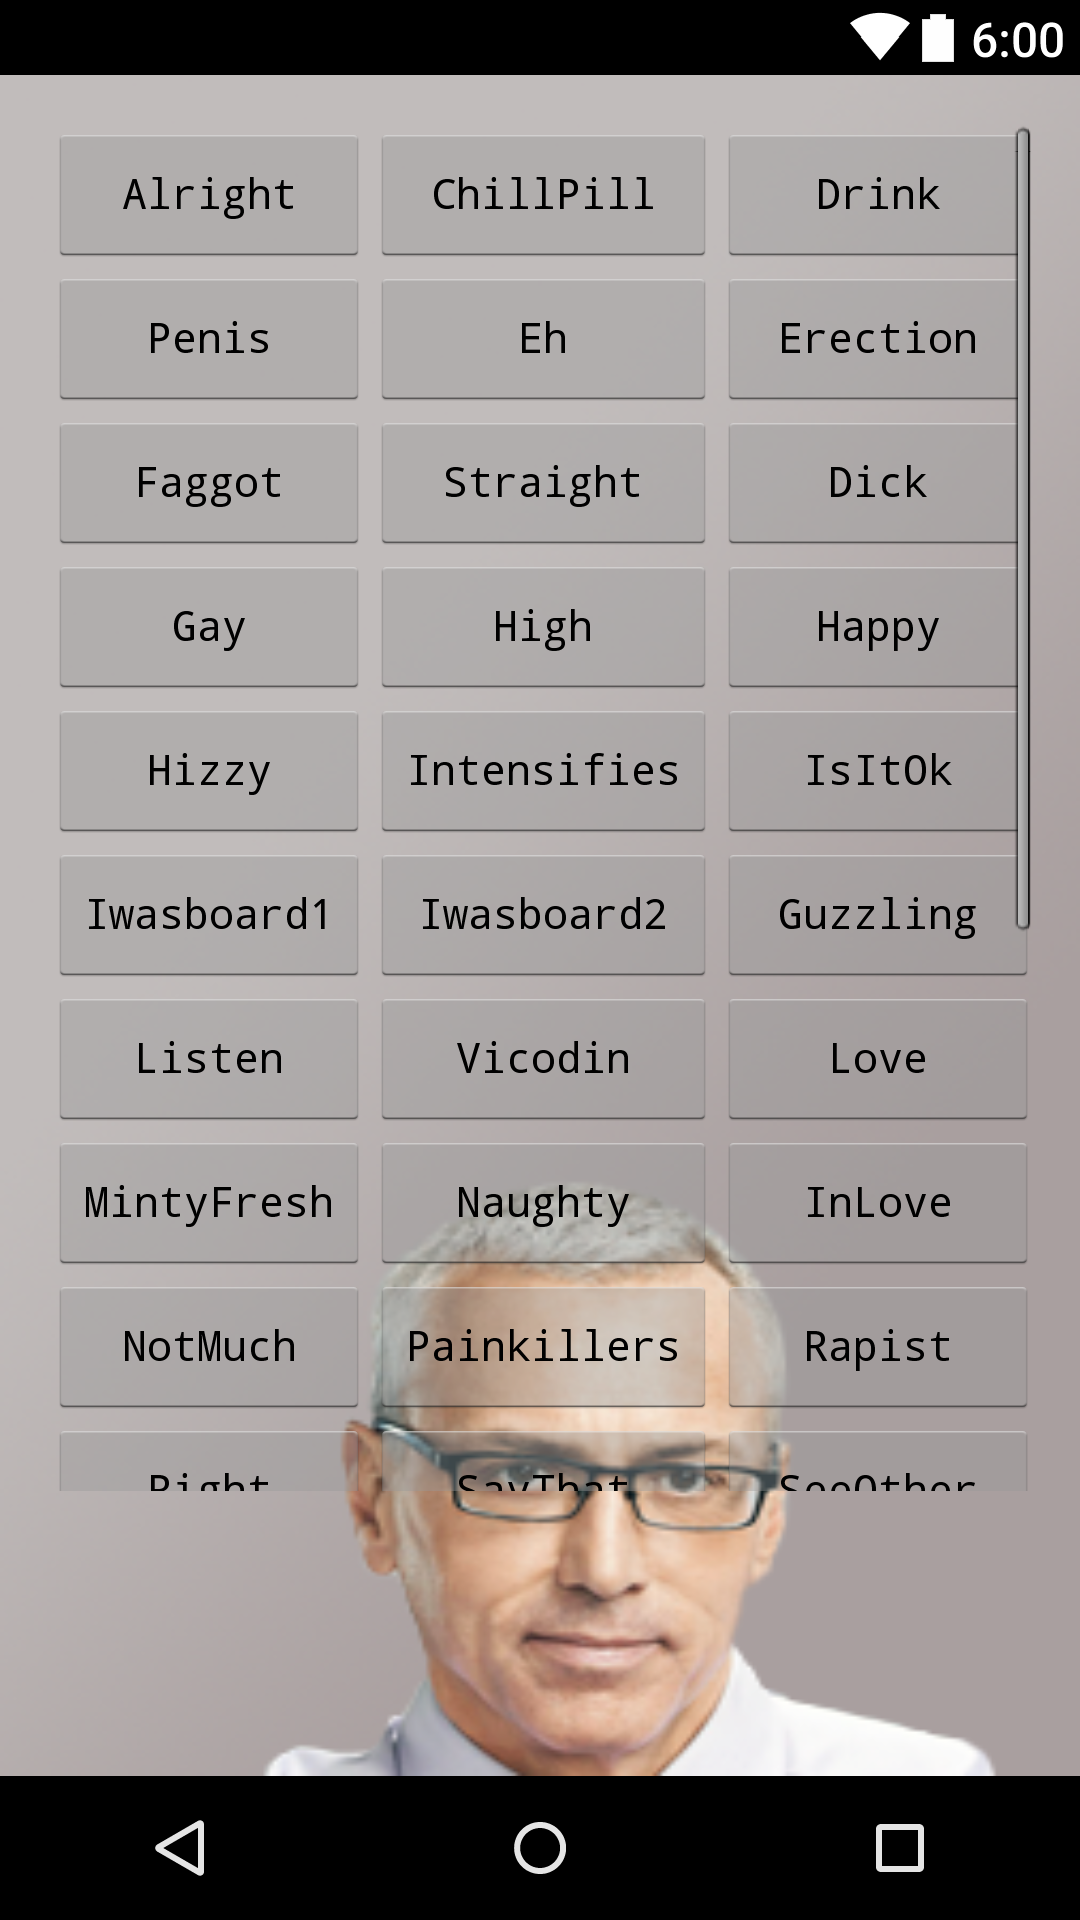 6:00
Alright ChillPill Drink
Penis Eh Erection
Faggot Straight Dick
Gay High Happy
Hizzy Intensifies IsItOk
Iwasboard1 Iwasboard2 Guzzling
Listen Vicodin Love
MintyFresh Naughty InLove
NotMuch Painkillers Rapist
Right SayThat SeeOther